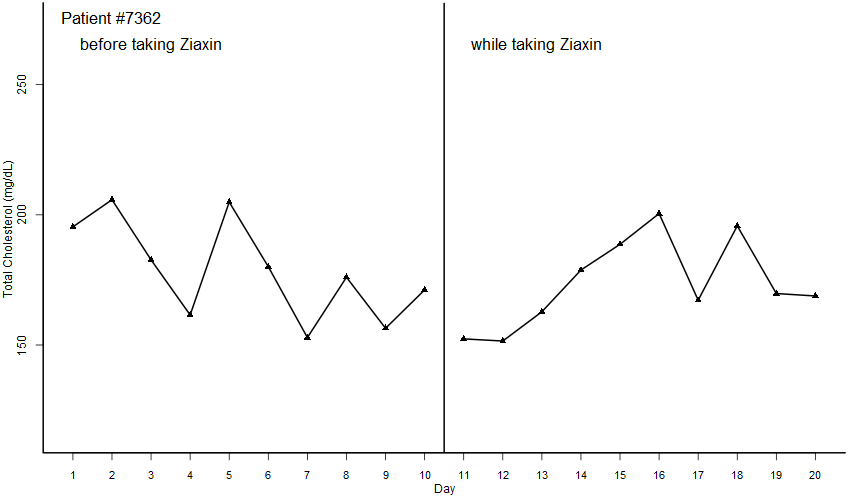 Patient #7362
before taking Ziaxin
while taking Ziaxin
Total Cholesterol (mg/dL)
250
200
150
1 2 3 4 5 6 7 8 9 10 11 12 13 14 15 16 17 18 19 20
Day